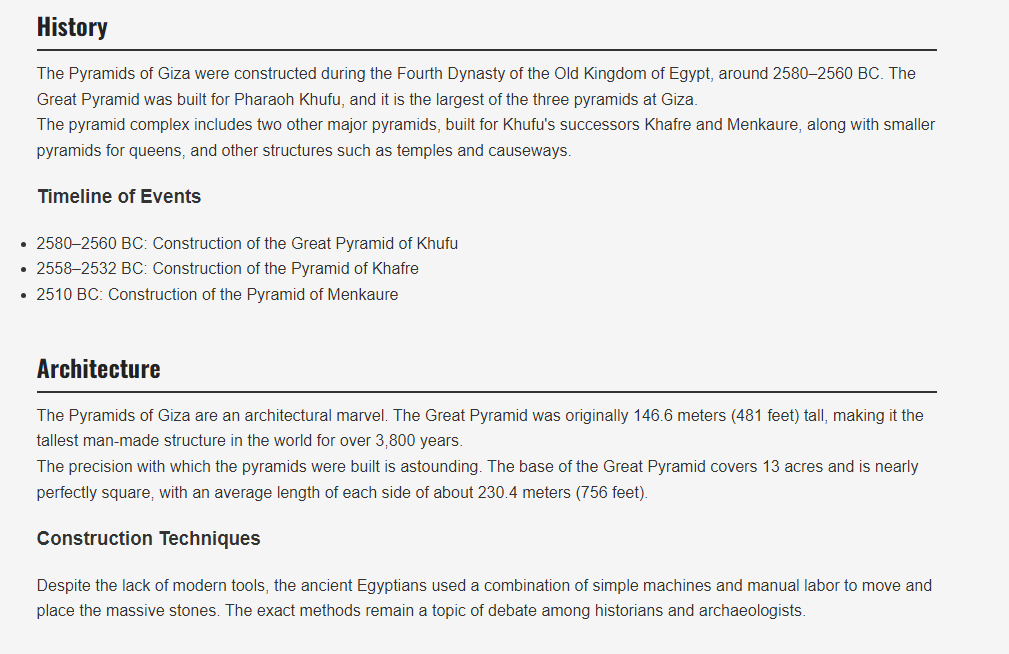 History
The Pyramids of Giza were constructed during the Fourth Dynasty of the Old Kingdom of Egypt, around 2580–2560 BC. The
Great Pyramid was built for Pharaoh Khufu, and it is the largest of the three pyramids at Giza.
The pyramid complex includes two other major pyramids, built for Khufu's successors Khafre and Menkaure, along with smaller
pyramids for queens, and other structures such as temples and causeways.
Timeline of Events
• 2580–2560 BC: Construction of the Great Pyramid of Khufu
• 2558–2532 BC: Construction of the Pyramid of Khafre
• 2510 BC: Construction of the Pyramid of Menkaure
Architecture
The Pyramids of Giza are an architectural marvel. The Great Pyramid was originally 146.6 meters (481 feet) tall, making it the
tallest man-made structure in the world for over 3,800 years.
The precision with which the pyramids were built is astounding. The base of the Great Pyramid covers 13 acres and is nearly
perfectly square, with an average length of each side of about 230.4 meters (756 feet).
Construction Techniques
Despite the lack of modern tools, the ancient Egyptians used a combination of simple machines and manual labor to move and
place the massive stones. The exact methods remain a topic of debate among historians and archaeologists.